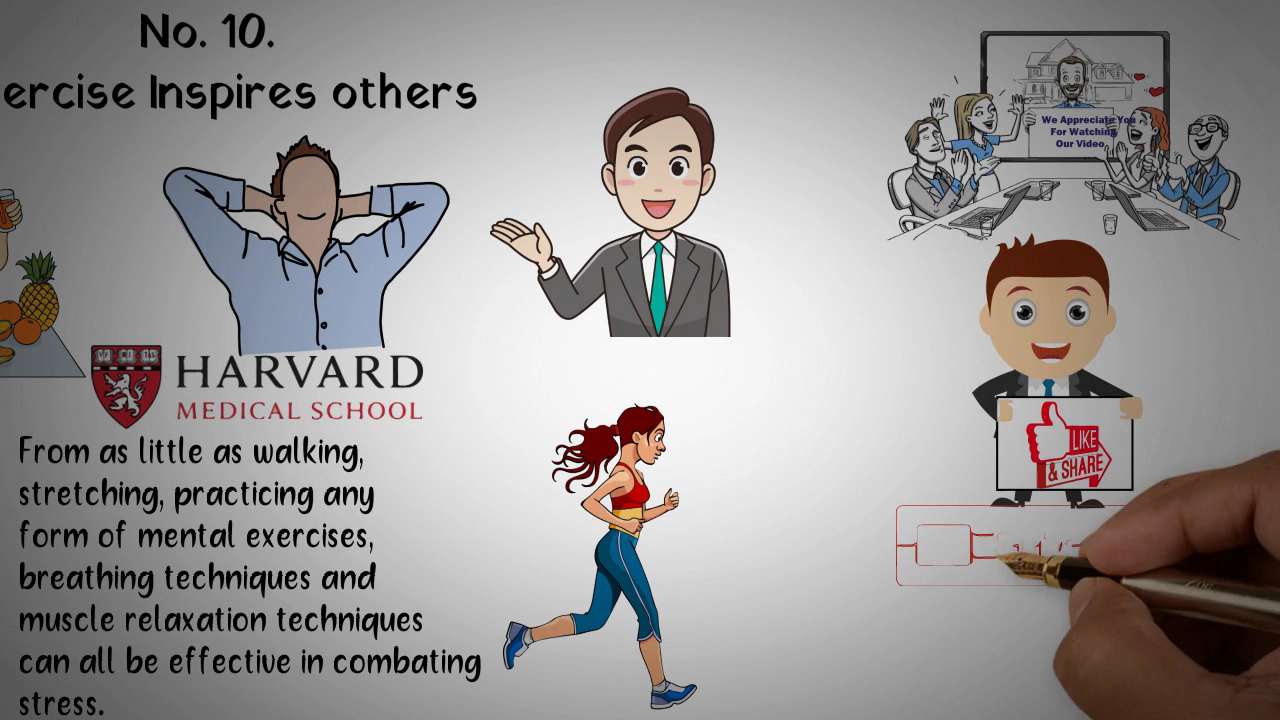 No. 10.
ercise Inspires others
HARVARD
MEDICAL SCHOOL
From as little as walking,
stretching, practicing any
form of mental exercises,
breathing techniques and
muscle relaxation techniques
can all be effective in combating
stress.
We Appreciate You
For Watching
Our Video
LIKE
& SHARE